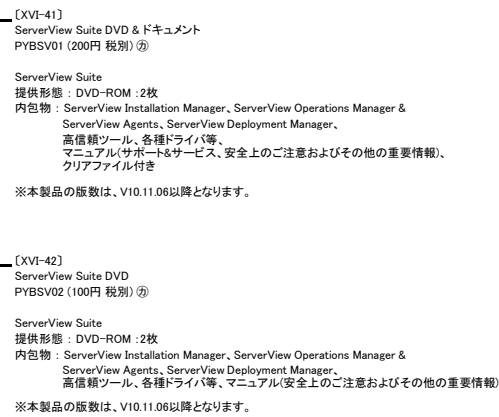 〔XVI-41〕
ServerView Suite DVD & ドキュメント
PYBSV01 (200円 税別) ㋕
ServerView Suite
提供形態 : DVD-ROM :2枚
内包物 : ServerView Installation Manager、ServerView Operations Manager &
ServerView Agents、ServerView Deployment Manager、
高信頼ツール、各種ドライバ等、
マニュアル(サポート&サービス、安全上のご注意およびその他の重要情報)、
クリアファイル付き
※本製品の版数は、V10.11.06以降となります。
〔XVI-42〕
ServerView Suite DVD
PYBSV02 (100円 税別) ㋕
ServerView Suite
提供形態 : DVD-ROM :2枚
内包物 : ServerView Installation Manager、ServerView Operations Manager &
ServerView Agents、ServerView Deployment Manager、
高信頼ツール、各種ドライバ等、マニュアル(安全上のご注意およびその他の重要情報)
※本製品の版数は、V10.11.06以降となります。